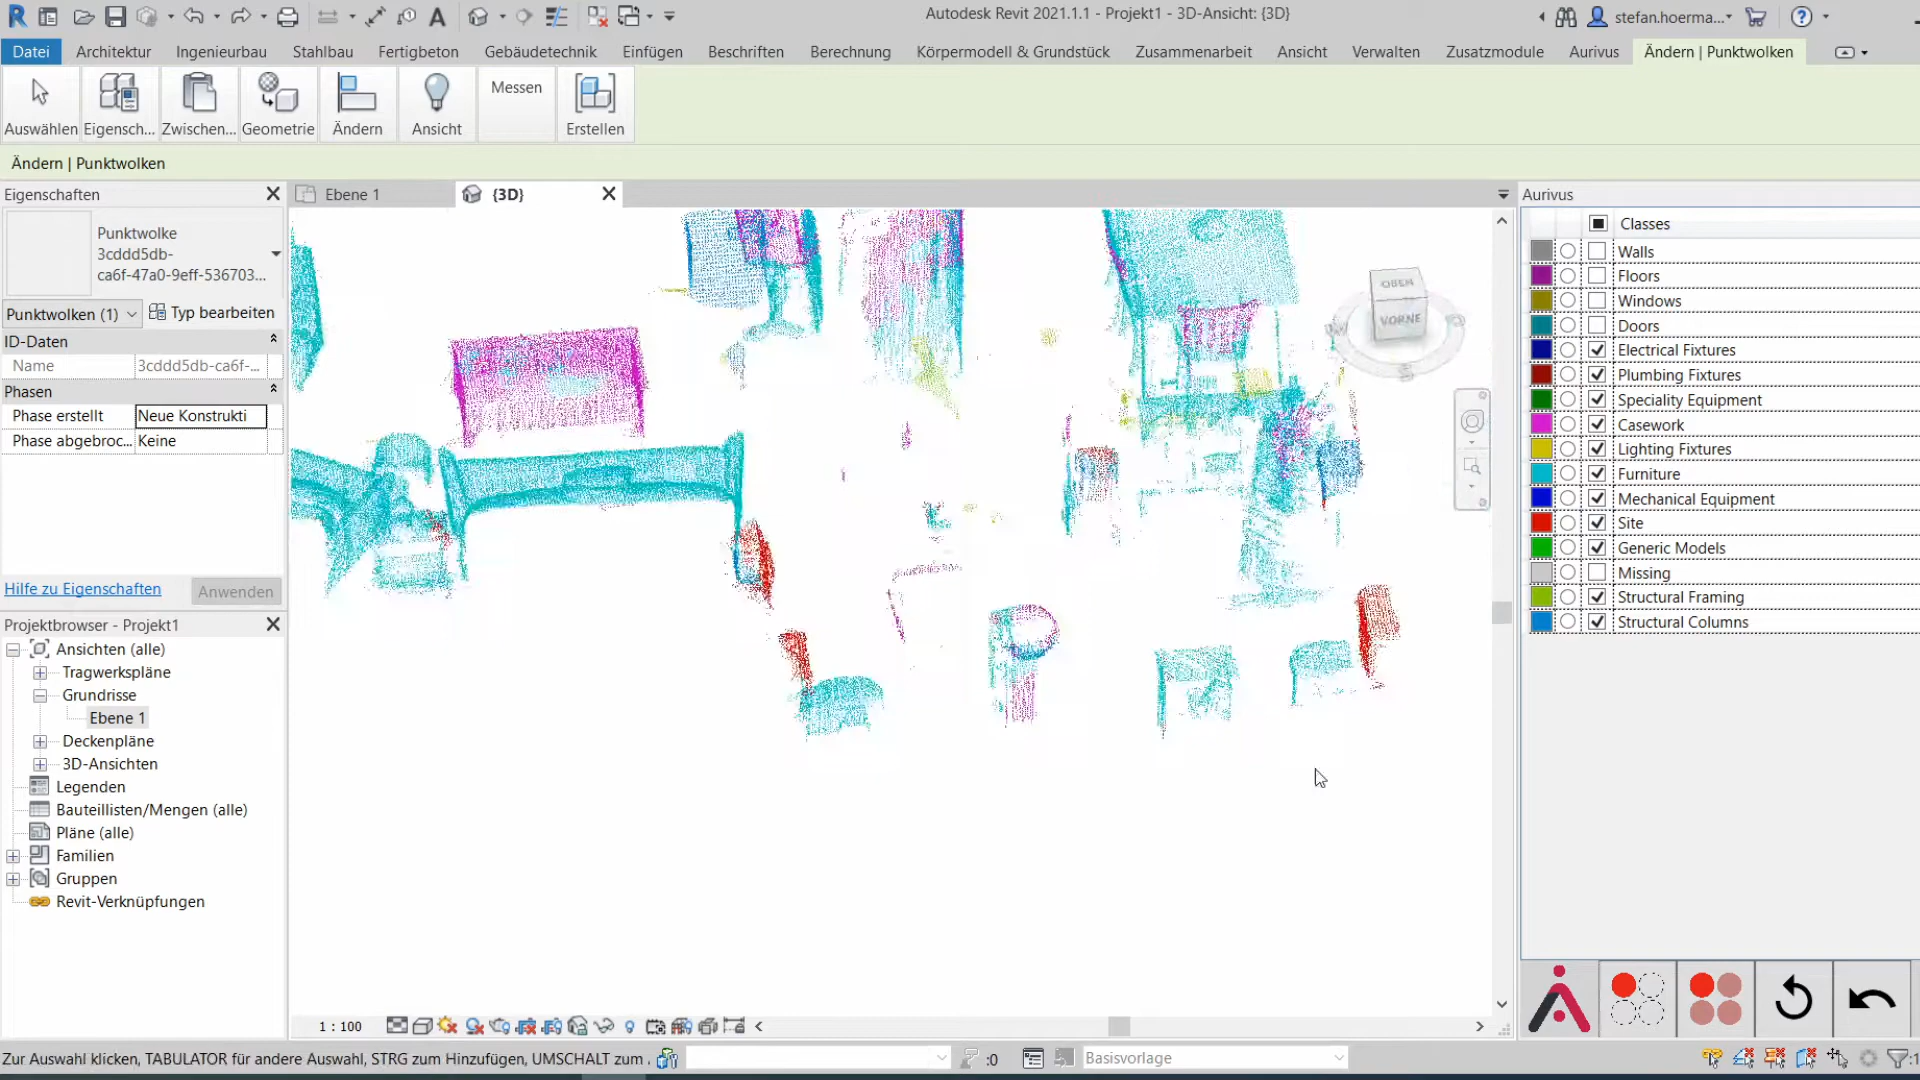 Autodesk Revit 2021.1.1 - Projekt1 - 3D-Ansicht: {3D}
stefan.hoerma...
Datei Architektur Ingenieurbau Stahlbau Fertigbeton Gebäudetechnik Einfügen Beschriften Berechnung Körpermodell & Grundstück Zusammenarbeit Ansicht Verwalten Zusatzmodule Aurivus Ändern | Punktwolken
Auswählen Eigensch... Zwischen... Geometrie Ändern Ansicht Messen Erstellen
Ändern | Punktwolken
Eigenschaften
Punktwolke
3cddd5db-
ca6f-47a0-9eff-536703...
Punktwolken (1) Typ bearbeiten
ID-Daten
Name 3cddd5db-ca6f-...
Phasen
Phase erstellt Neue Konstrukti
Phase abgebroc... Keine
Hilfe zu Eigenschaften Anwenden
Projektbrowser - Projekt1
Ansichten (alle)
Tragwerkspläne
Grundrisse
Ebene 1
Deckenpläne
3D-Ansichten
Legenden
Bauteillisten/Mengen (alle)
Pläne (alle)
Familien
Gruppen
Revit-Verknüpfungen
Ebene 1 {3D}
OBEN
VORNE
Aurivus
Classes
Walls
Floors
Windows
Doors
Electrical Fixtures
Plumbing Fixtures
Speciality Equipment
Casework
Lighting Fixtures
Furniture
Mechanical Equipment
Site
Generic Models
Missing
Structural Framing
Structural Columns
1 : 100
Zur Auswahl klicken, TABULATOR für andere Auswahl, STRG zum Hinzufügen, UMSCHALT zum .
:0 Basisvorlage :1